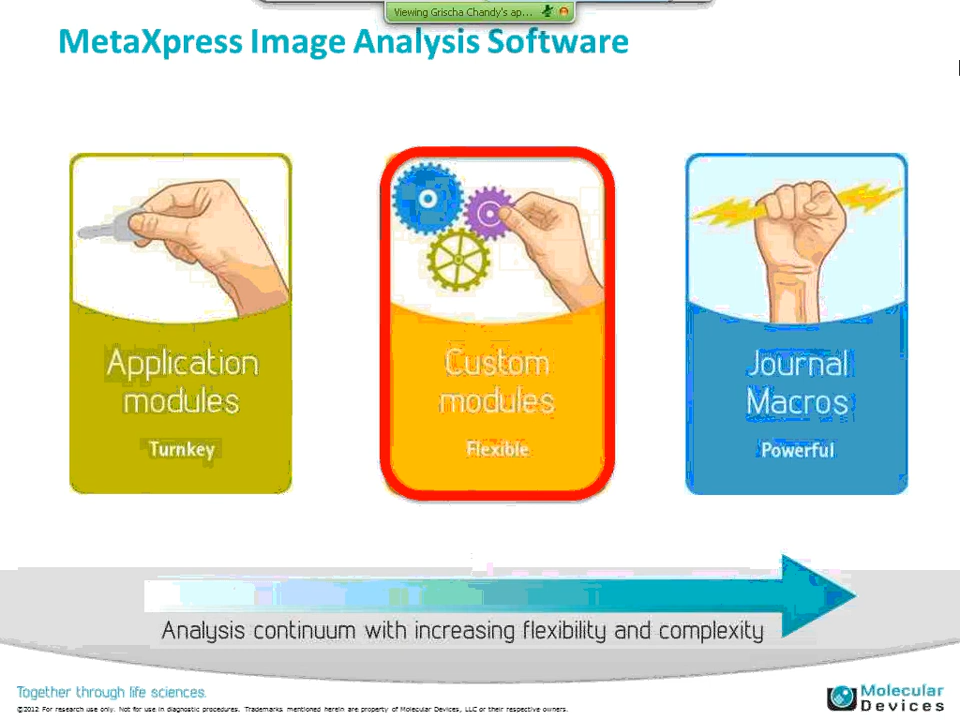 Viewing Grischa Chandy's ap...
MetaXpress Image Analysis Software
Application
modules
Turnkey
Custom
modules
Flexible
Journal
Macros
Powerful
Analysis continuum with increasing flexibility and complexity
Together through life sciences.
©2012 For research use only. Not for use in diagnostic procedures. Trademarks mentioned herein are property of Molecular Devices, LLC or their respective owners.
Molecular
Devices